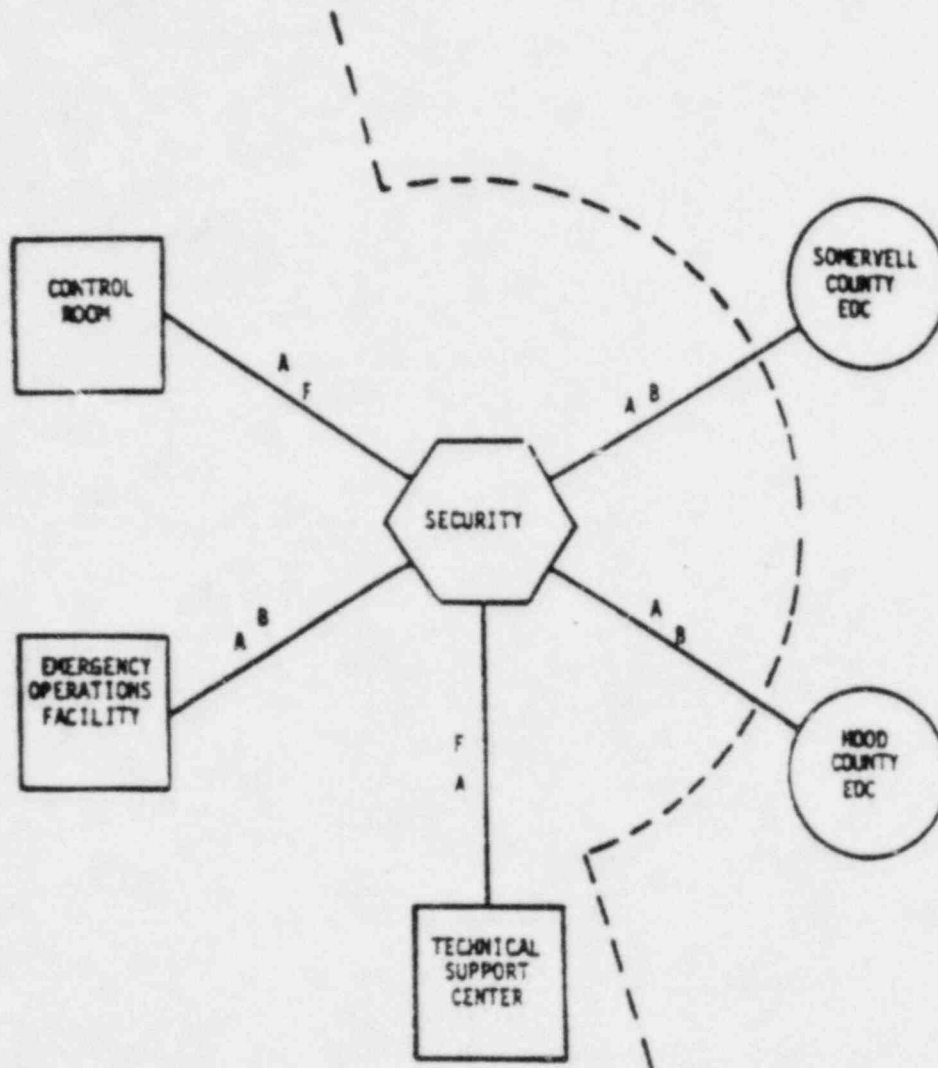 CONTROL
ROOM
SOMERVELL
COUNTY
EOC
A
F
A B
SECURITY
A B
A
B
EMERGENCY
OPERATIONS
FACILITY
F
A
HOOD
COUNTY
EOC
TECHNICAL
SUPPORT
CENTER